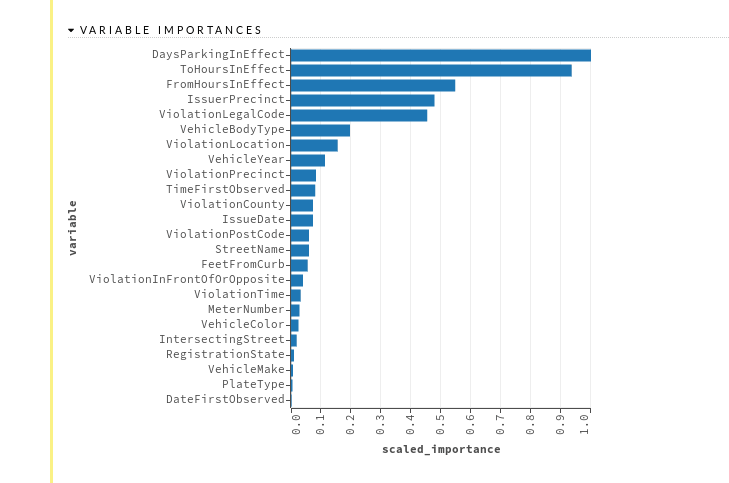 VARIABLE IMPORTANCES
DaysParkingInEffect
ToHoursInEffect
FromHoursInEffect
IssuerPrecinct
ViolationLegalCode
VehicleBodyType
ViolationLocation
VehicleYear
ViolationPrecinct
TimeFirstObserved
ViolationCounty
IssueDate
ViolationPostCode
StreetName
FeetFromCurb
ViolationInFrontOfOrOpposite
ViolationTime
MeterNumber
VehicleColor
IntersectingStreet
RegistrationState
VehicleMake
PlateType
DateFirstObserved
variable
0.0 0.1 0.2 0.3 0.4 0.5 0.6 0.7 0.8 0.9 1.0
scaled_importance